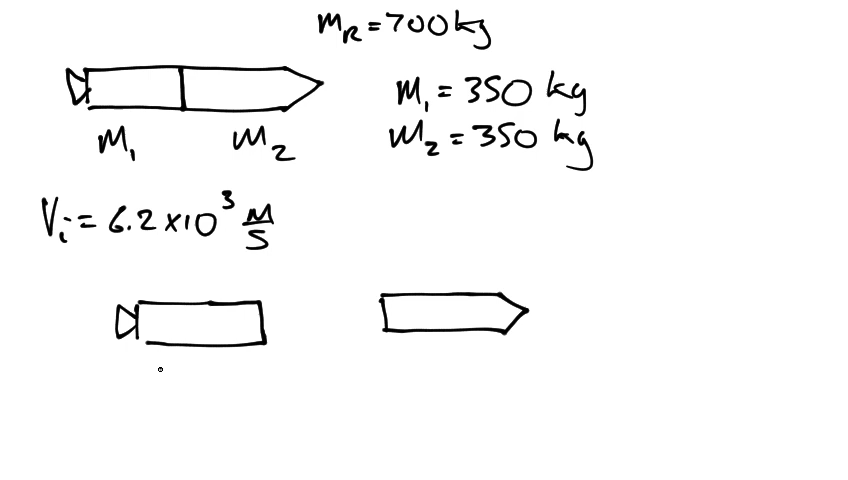 m_R = 700 kg
m_1 = 350 kg
m_2 = 350 kg
m_1 m_2
V_i = 6.2 × 10^3 m/s